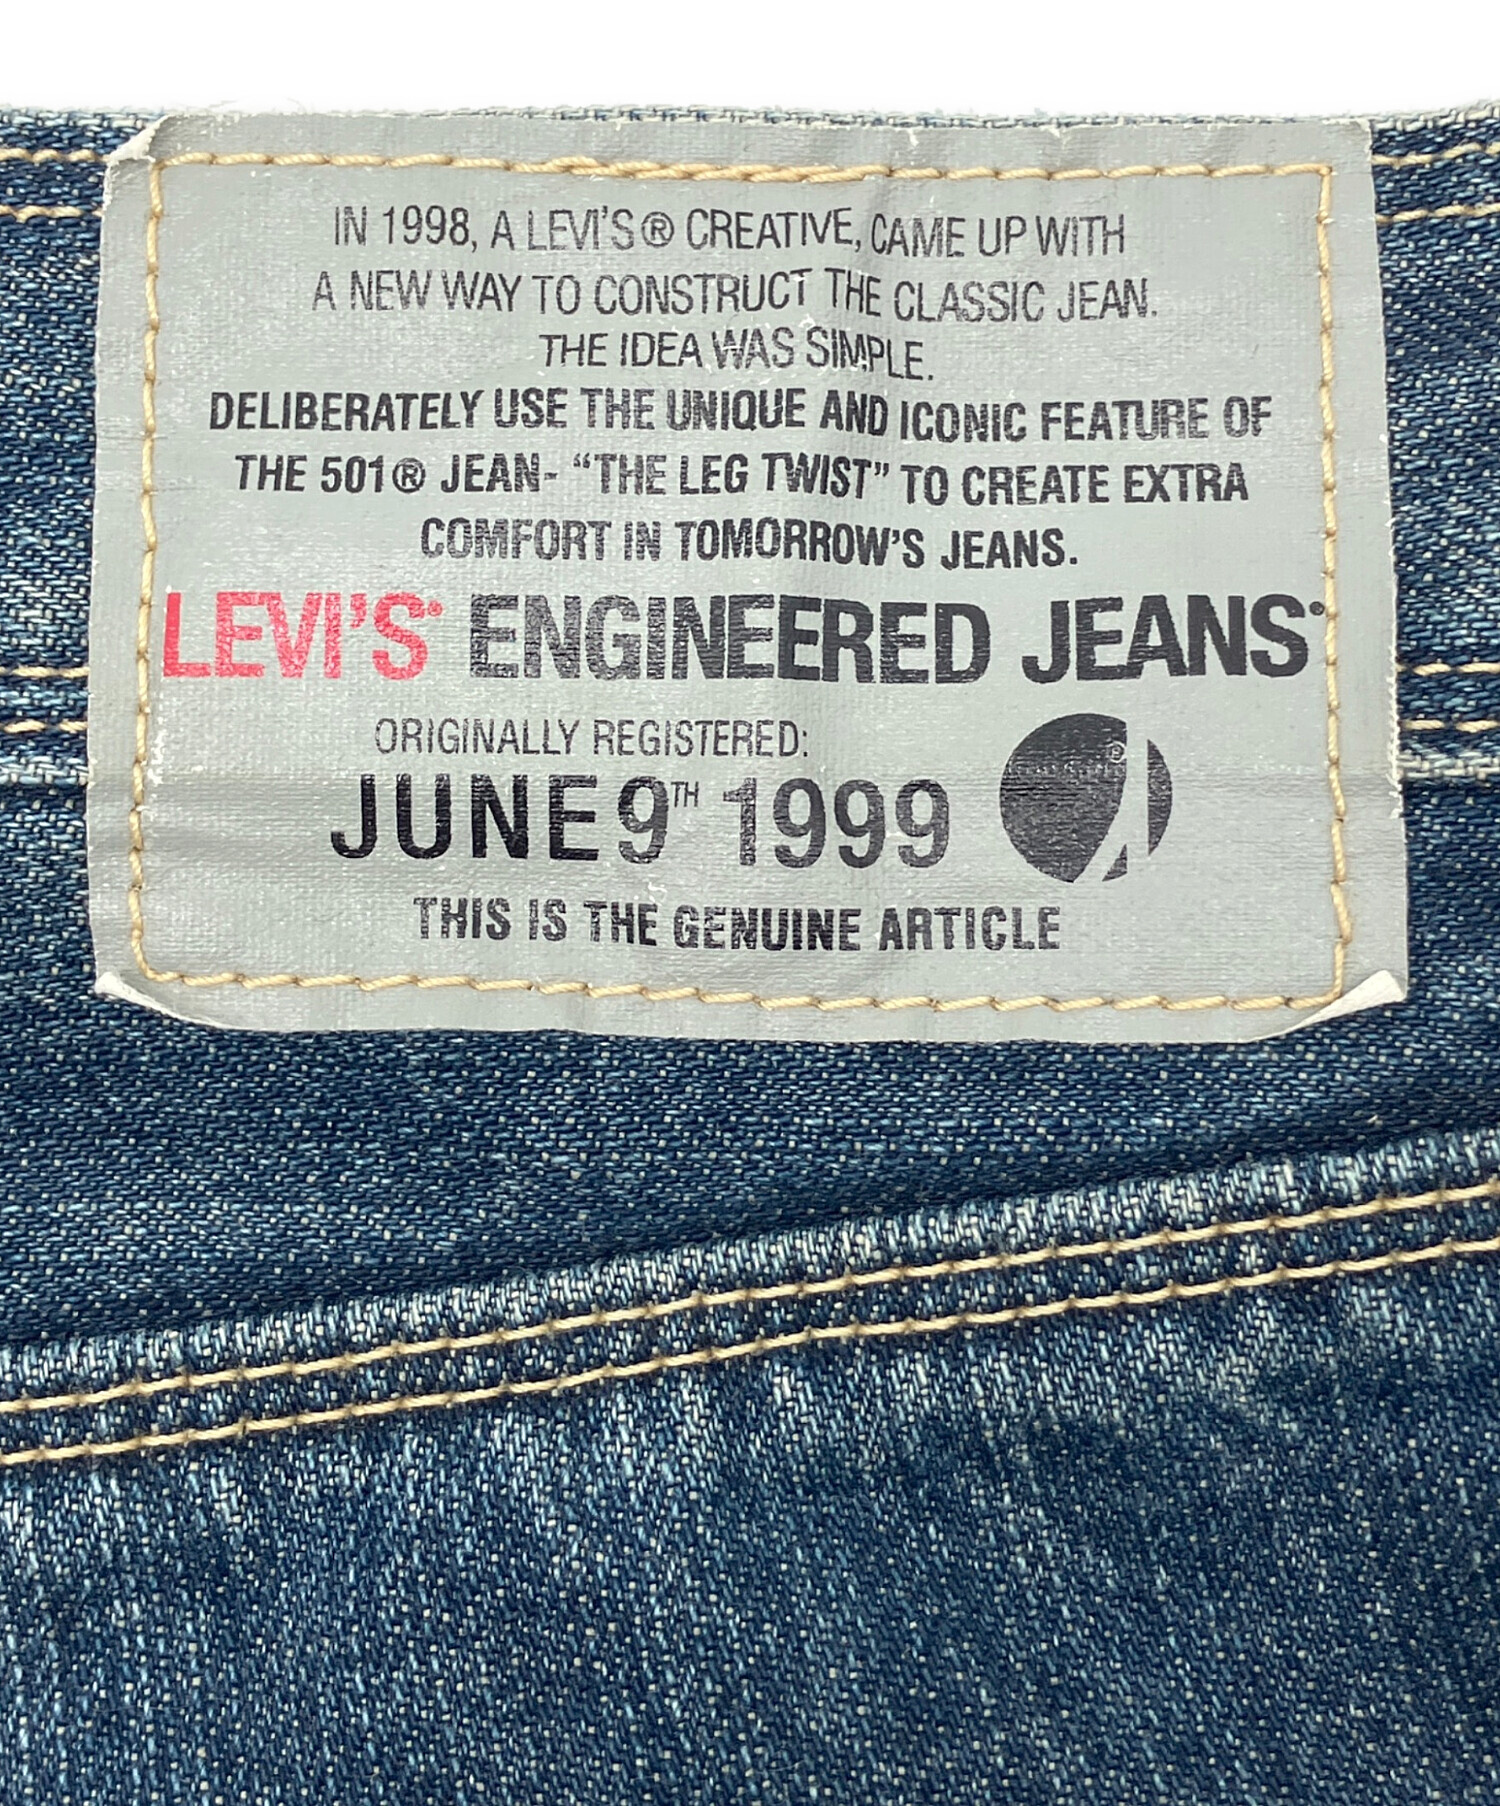 IN 1998, A LEVI'S® CREATIVE, CAME UP WITH
A NEW WAY TO CONSTRUCT THE CLASSIC JEAN.
THE IDEA WAS SIMPLE.
DELIBERATELY USE THE UNIQUE AND ICONIC FEATURE OF
THE 501® JEAN- “THE LEG TWIST” TO CREATE EXTRA
COMFORT IN TOMORROW'S JEANS.
LEVI'S® ENGINEERED JEANS®
ORIGINALLY REGISTERED:
JUNE 9TH 1999
®
THIS IS THE GENUINE ARTICLE